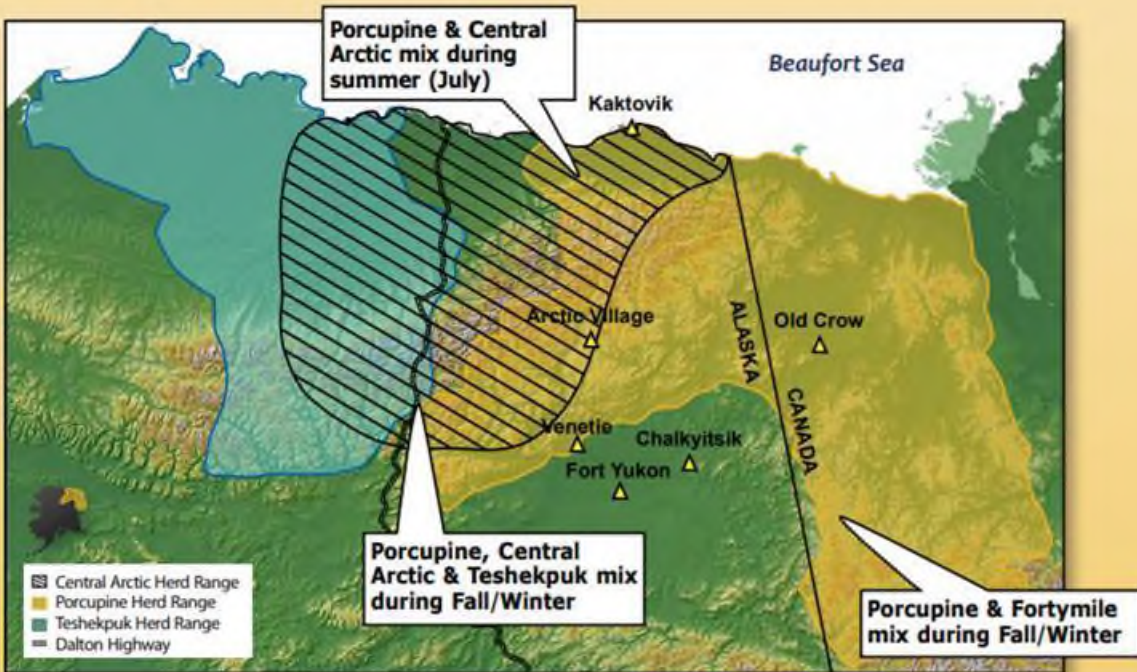 Porcupine & Central
Arctic mix during
summer (July)
Beaufort Sea
Kaktovik
Arctic Village
ALASKA
Old Crow
CANADA
Venetie
Chalkyitsik
Fort Yukon
Porcupine, Central
Arctic & Teshekpuk mix
during Fall/Winter
Porcupine & Fortymile
mix during Fall/Winter
Central Arctic Herd Range
Porcupine Herd Range
Teshekpuk Herd Range
Dalton Highway